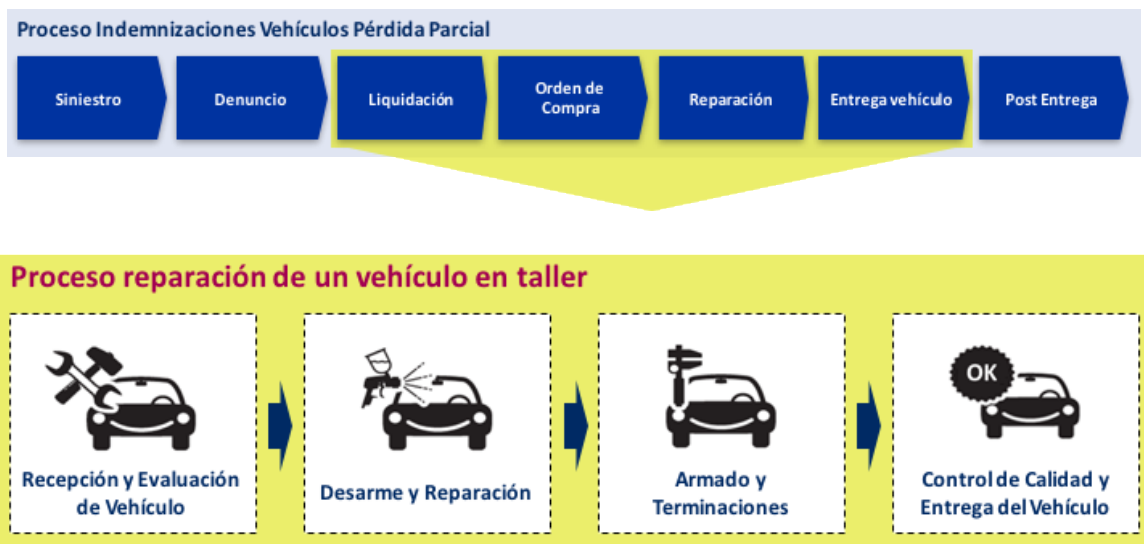 Proceso Indemnizaciones Vehículos Pérdida Parcial
Siniestro
Denuncio
Liquidación
Orden de
Compra
Reparación
Entrega vehículo
Post Entrega
Proceso reparación de un vehículo en taller
Recepción y Evaluación
de Vehículo
Desarme y Reparación
Armado y
Terminaciones
OK
Control de Calidad y
Entrega del Vehículo